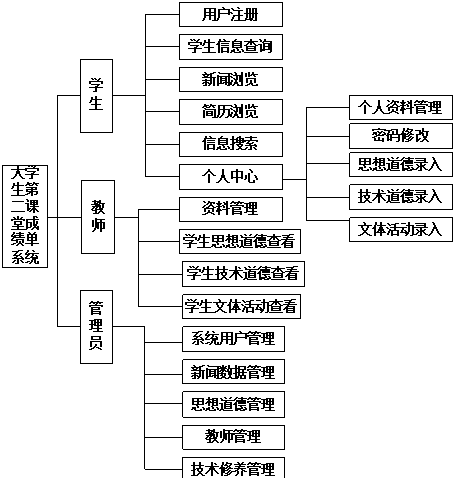 大学
生第
二课
堂成
绩单
系统
学
生
用户注册
学生信息查询
新闻浏览
简历浏览
信息搜索
个人中心
个人资料管理
密码修改
思想道德录入
技术道德录入
文体活动录入
教
师
资料管理
学生思想道德查看
学生技术道德查看
学生文体活动查看
管
理
员
系统用户管理
新闻数据管理
思想道德管理
教师管理
技术修养管理